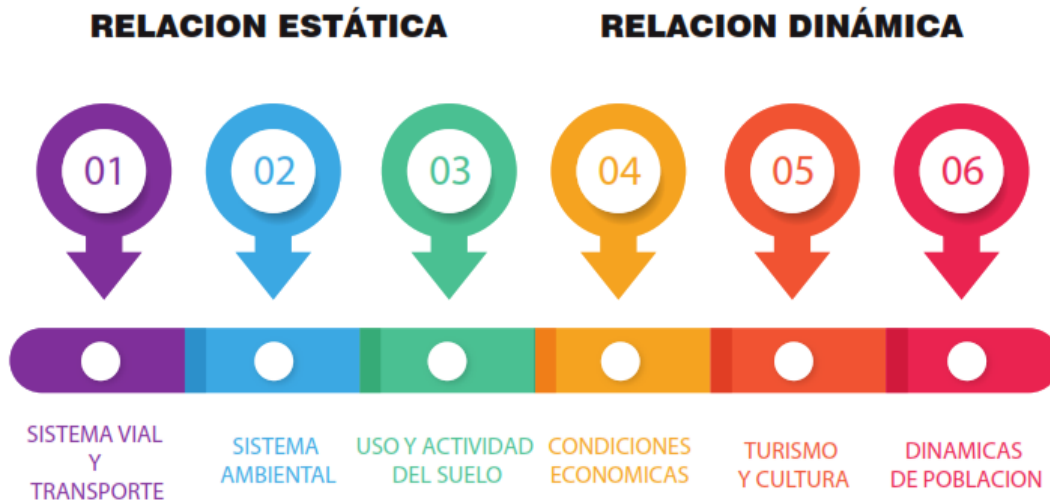 RELACION ESTÁTICA
RELACION DINÁMICA
01
02
03
04
05
06
SISTEMA VIAL
Y
TRANSPORTE
SISTEMA
AMBIENTAL
USO Y ACTIVIDAD
DEL SUELO
CONDICIONES
ECONOMICAS
TURISMO
Y CULTURA
DINAMICAS
DE POBLACION